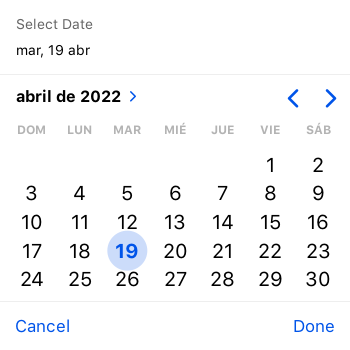 Select Date
mar, 19 abr
abril de 2022
DOM LUN MAR MIÉ JUE VIE SÁB
1 2
3 4 5 6 7 8 9
10 11 12 13 14 15 16
17 18 19 20 21 22 23
24 25 26 27 28 29 30
Cancel Done